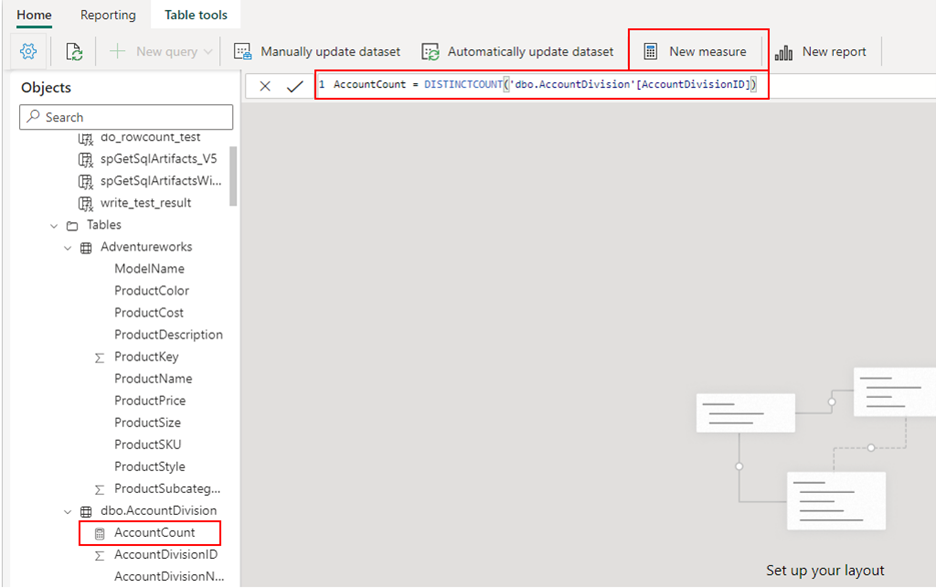 Home Reporting Table tools
New query Manually update dataset Automatically update dataset New measure New report
Objects
1 AccountCount = DISTINCTCOUNT('dbo.AccountDivision'[AccountDivisionID])
Search
do_rowcount_test
spGetSqlArtifacts_V5
spGetSqlArtifactsWi...
write_test_result
Tables
Adventureworks
ModelName
ProductColor
ProductCost
ProductDescription
ProductKey
ProductName
ProductPrice
ProductSize
ProductSKU
ProductStyle
ProductSubcateg...
dbo.AccountDivision
AccountCount
AccountDivisionID
AccountDivisionN...
Set up your layout